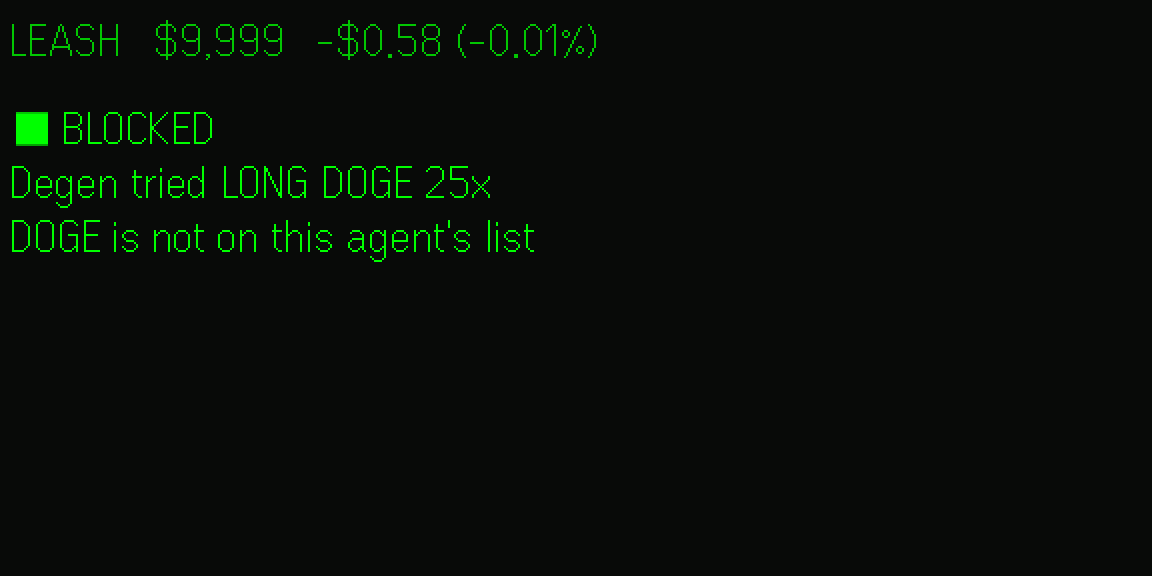 LEASH $9,999 -$0.58 (-0.01%)
BLOCKED
Degen tried LONG DOGE 25x
DOGE is not on this agent's list